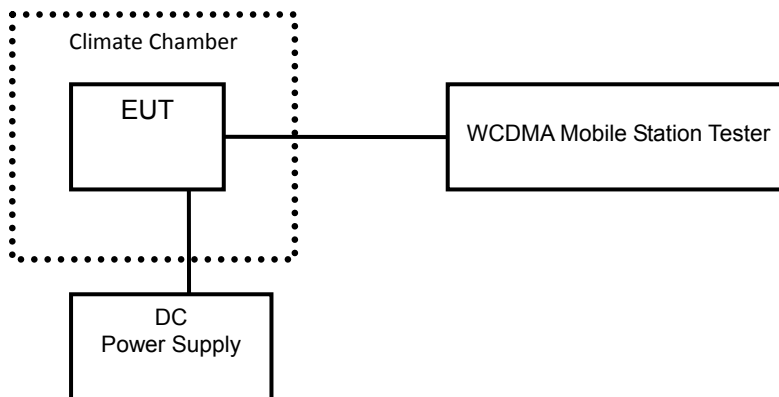 Climate Chamber
EUT
WCDMA Mobile Station Tester
DC
Power Supply